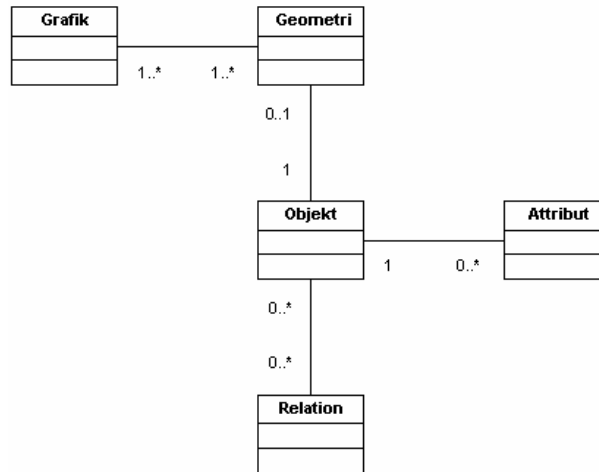 Grafik
Geometri
1..*
1..*
0..1
1
Objekt
Attribut
1
0..*
0..*
0..*
Relation